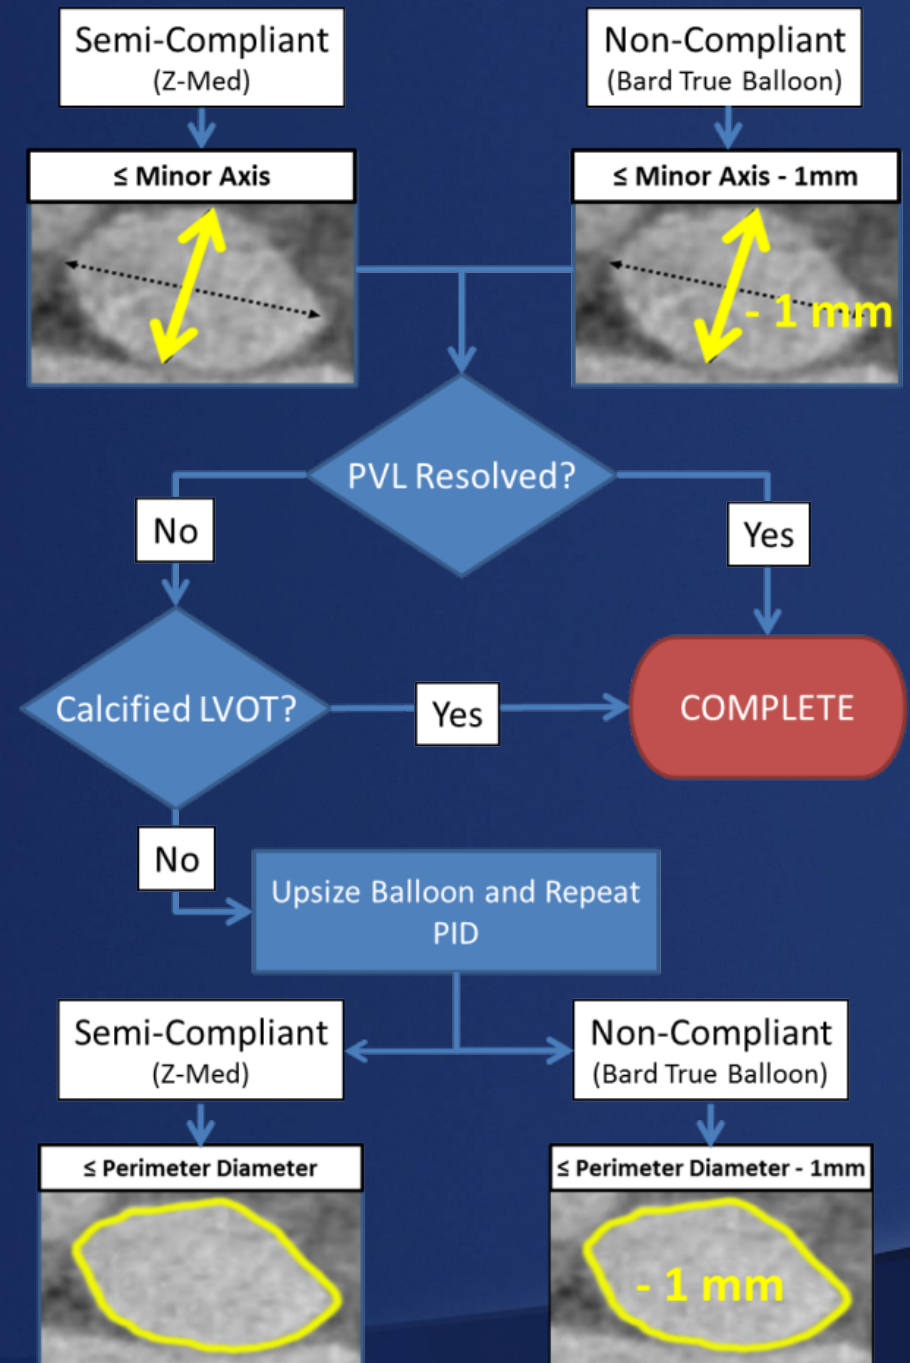 Semi-Compliant
(Z-Med)
Non-Compliant
(Bard True Balloon)
≤ Minor Axis
≤ Minor Axis - 1mm
- 1 mm
PVL Resolved?
No
Yes
Calcified LVOT?
Yes
COMPLETE
No
Upsize Balloon and Repeat
PID
Semi-Compliant
(Z-Med)
Non-Compliant
(Bard True Balloon)
≤ Perimeter Diameter
≤ Perimeter Diameter - 1mm
- 1 mm